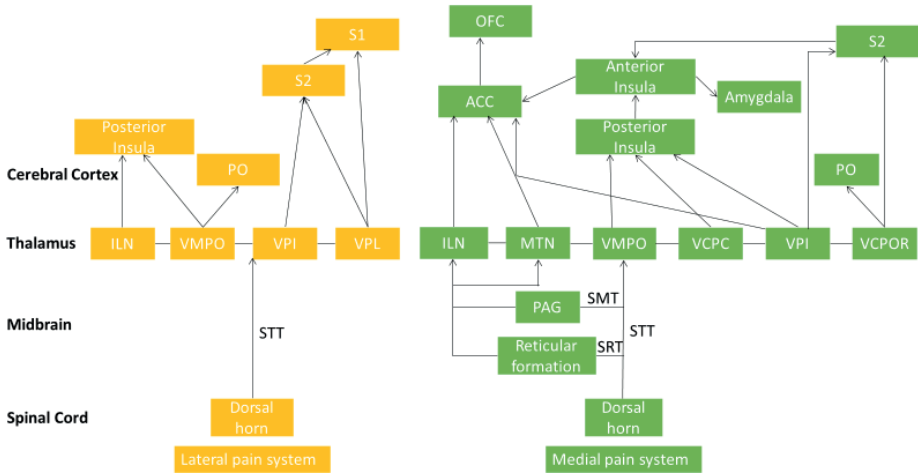 OFC
S1
S2
S2
Anterior
Insula
ACC
Amygdala
Posterior
Insula
Posterior
Insula
PO
PO
Cerebral Cortex
Thalamus
ILN
VMPO
VPI
VPL
ILN
MTN
VMPO
VCPC
VPI
VCPOR
Midbrain
STT
PAG
SMT
STT
Reticular
formation
SRT
Spinal Cord
Dorsal
horn
Dorsal
horn
Lateral pain system
Medial pain system